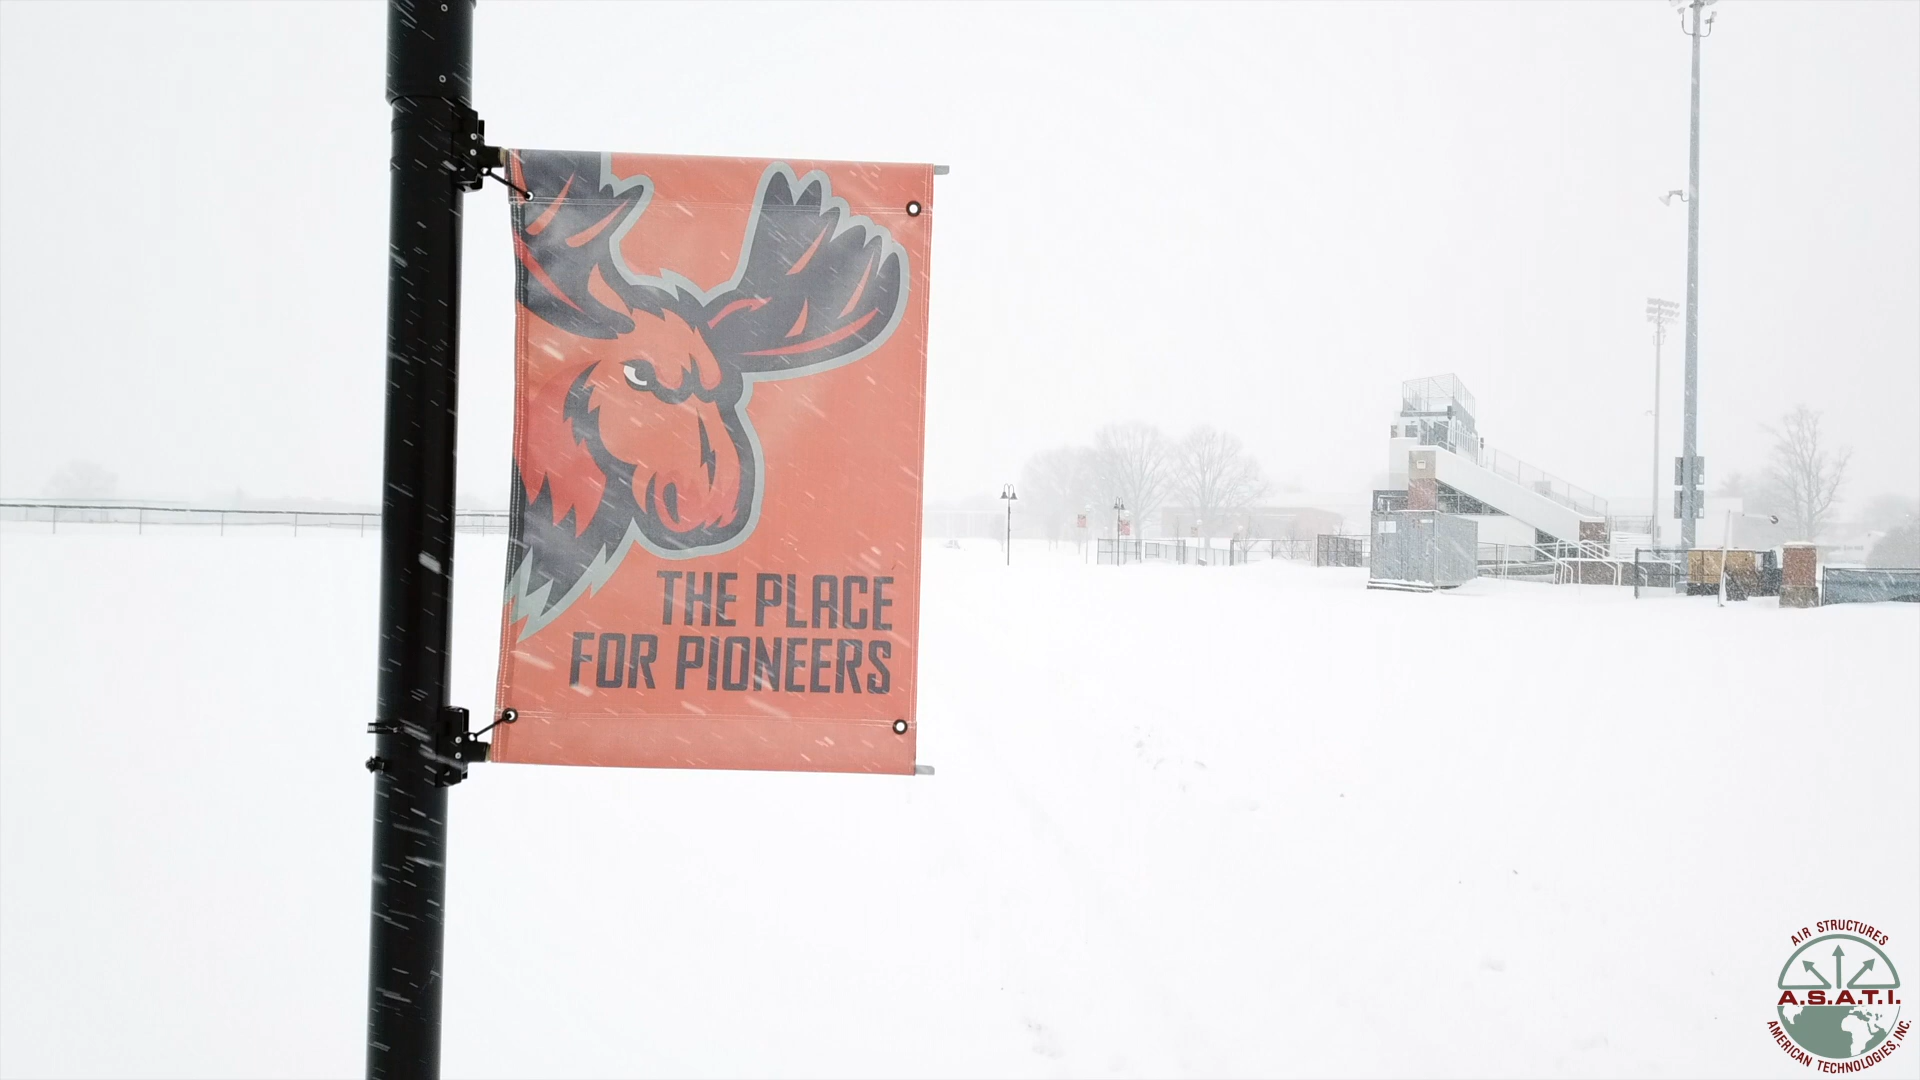 THE PLACE
FOR PIONEERS
AIR STRUCTURES
A.S.A.T.I.
AMERICAN TECHNOLOGIES, INC.